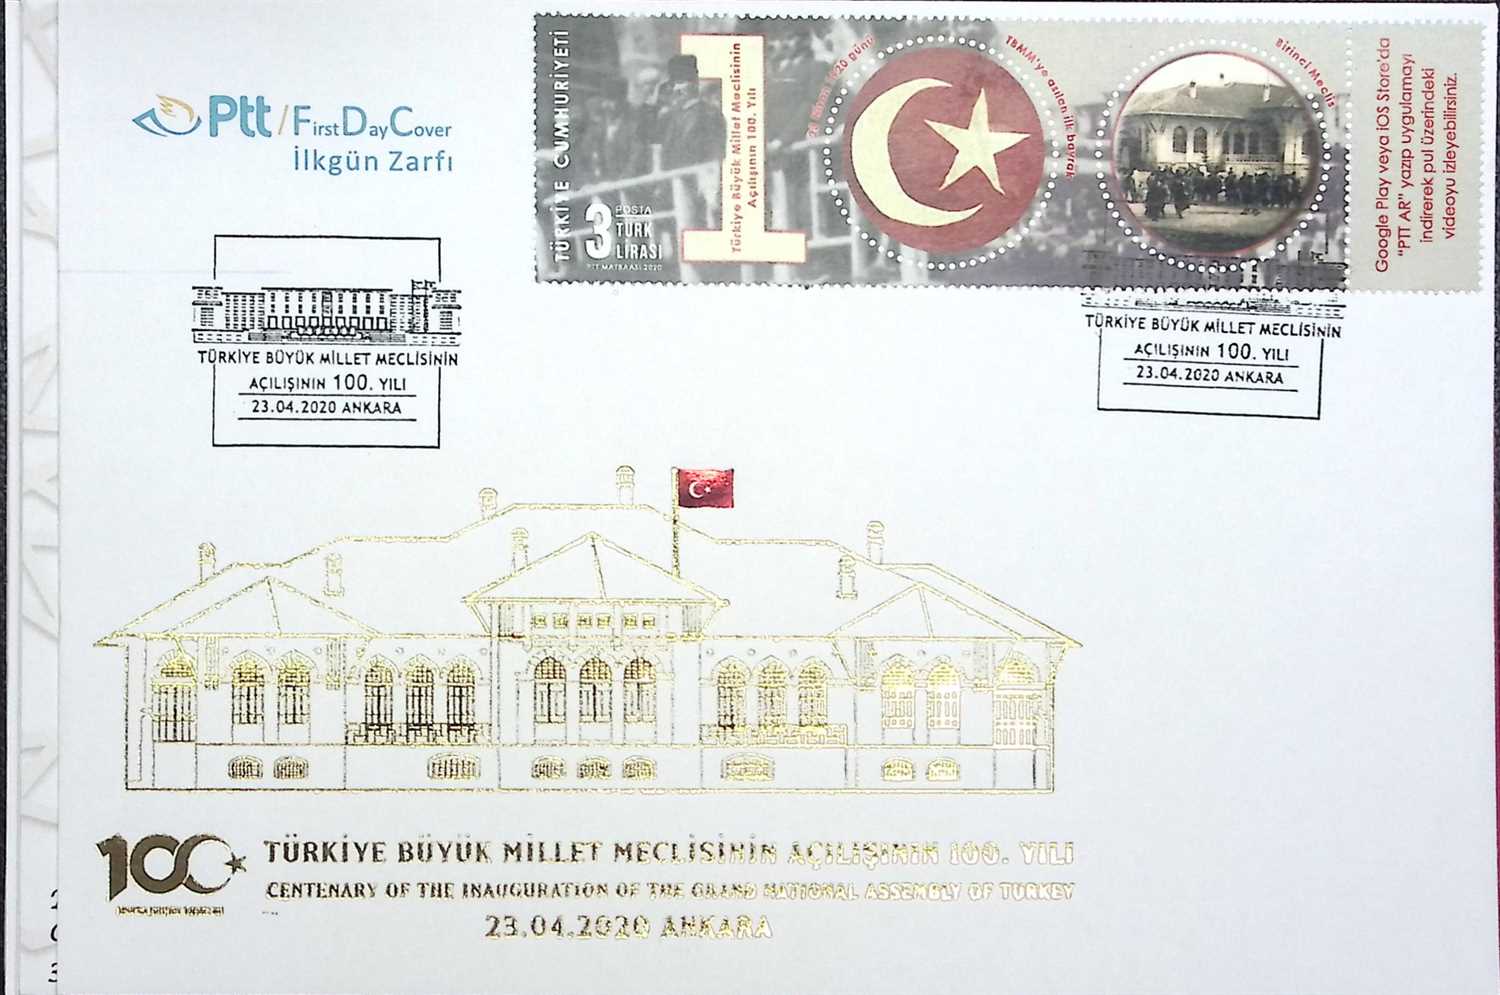 Ptt / First Day Cover
İlkgün Zarfı
TÜRKİYE CUMHURİYETİ
3 POSTA
TÜRK
LİRASI
PTT MATBAASI 2020
Türkiye Büyük Millet Meclisinin
Açılışının 100. Yılı
1920 günü
TBMM'ye asılan ilk bayrak
Birinci Meclis
Google Play veya iOS Store'da
"PTT AR" yazıp uygulamayı
indirerek pul üzerindeki
videoyu izleyebilirsiniz.
TÜRKİYE BÜYÜK MİLLET MECLİSİNİN
AÇILIŞININ 100. YILI
23.04.2020 ANKARA
TÜRKİYE BÜYÜK MİLLET MECLİSİNİN
AÇILIŞININ 100. YILI
23.04.2020 ANKARA
100
TÜRKİYE BÜYÜK MİLLET MECLİSİNİN AÇILIŞININ 100. YILI
CENTENARY OF THE INAUGURATION OF THE GRAND NATIONAL ASSEMBLY OF TURKEY
23.04.2020 ANKARA